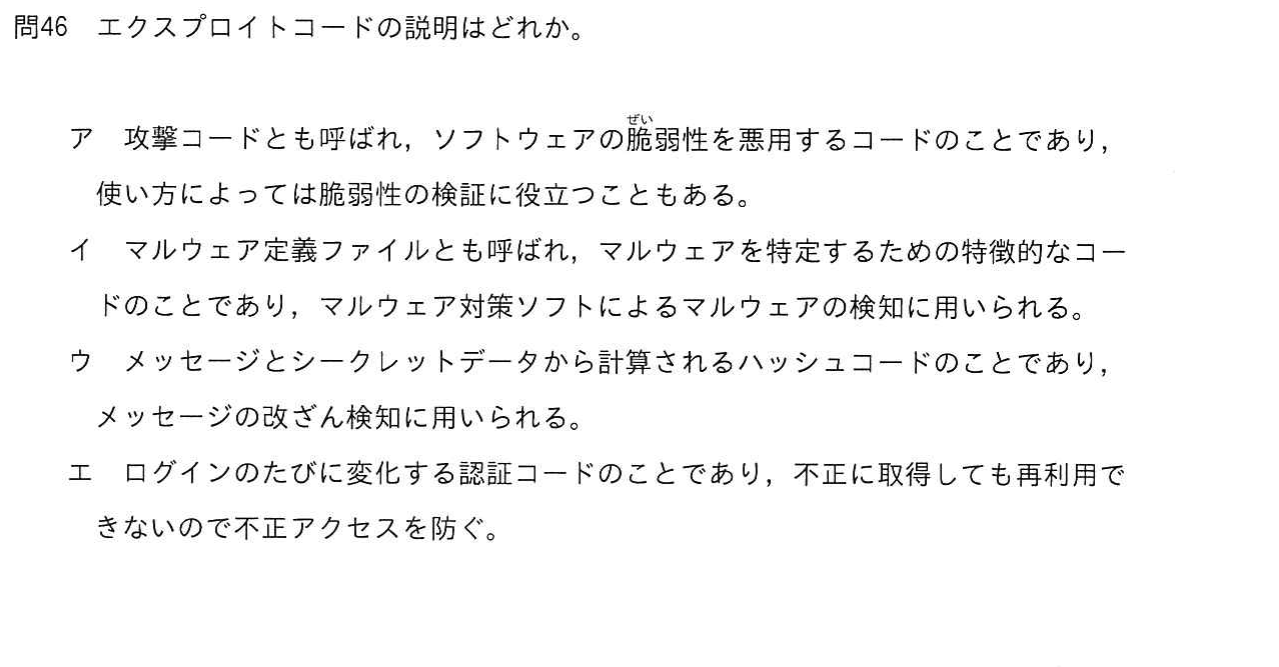 問46　エクスプロイトコードの説明はどれか。
ぜい
ア　攻撃コードとも呼ばれ，ソフトウェアの脆弱性を悪用するコードのことであり，
使い方によっては脆弱性の検証に役立つこともある。
イ　マルウェア定義ファイルとも呼ばれ，マルウェアを特定するための特徴的なコー
ドのことであり，マルウェア対策ソフトによるマルウェアの検知に用いられる。
ウ　メッセージとシークレットデータから計算されるハッシュコードのことであり，
メッセージの改ざん検知に用いられる。
エ　ログインのたびに変化する認証コードのことであり，不正に取得しても再利用で
きないので不正アクセスを防ぐ。